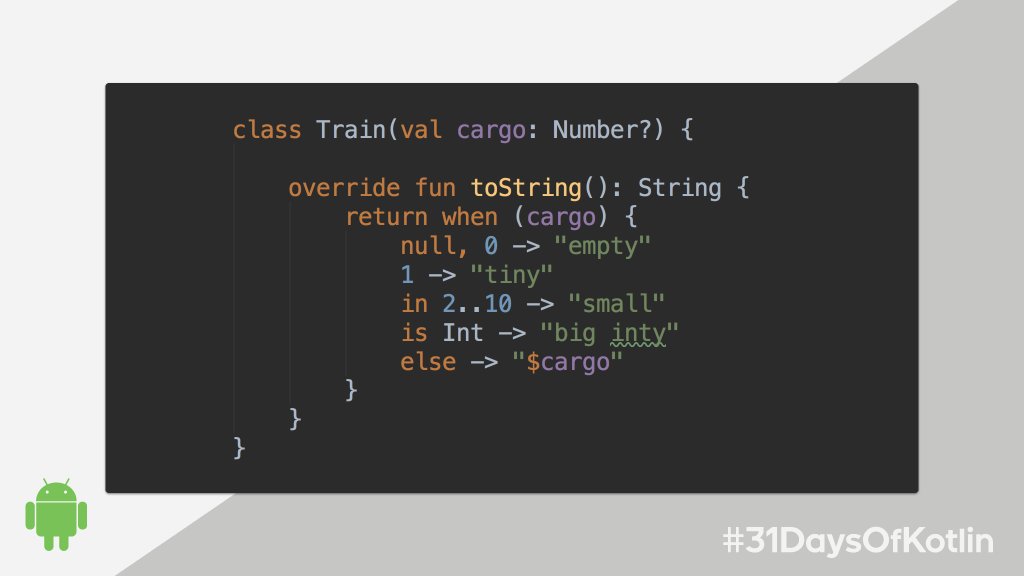 class Train(val cargo: Number?) {
override fun toString(): String {
return when (cargo) {
null, 0 -> "empty"
1 -> "tiny"
in 2..10 -> "small"
is Int -> "big inty"
else -> "$cargo"
}
}
}
#31DaysOfKotlin